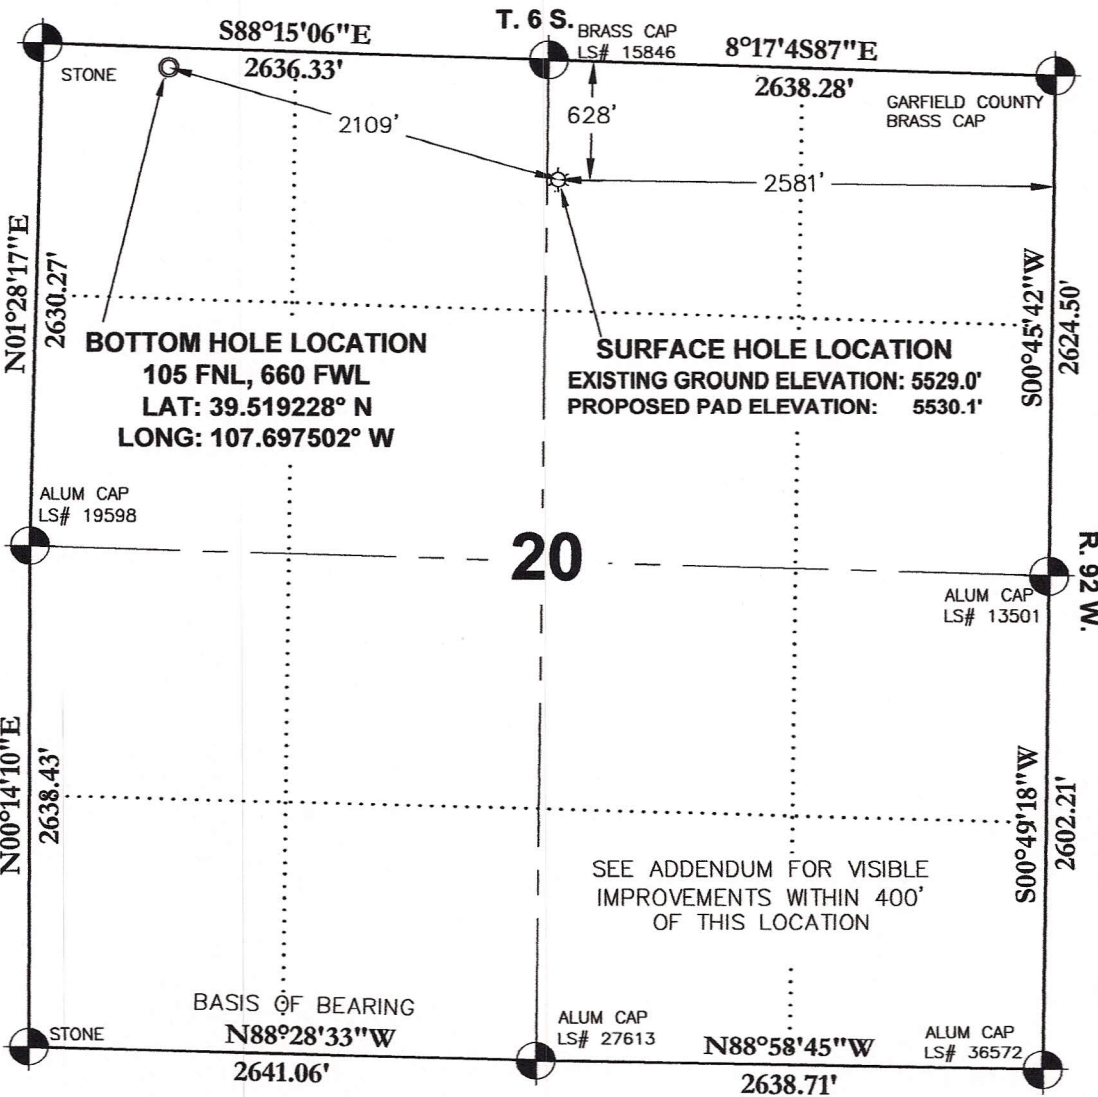 T. 6 S.
S88°15'06"E
2636.33'
BRASS CAP
LS# 15846
8°17'4S87"E
2638.28'
STONE
GARFIELD COUNTY
BRASS CAP
628'
2109'
2581'
N01°28'17"E
2630.27'
S00°45'42"W
2624.50'
BOTTOM HOLE LOCATION
105 FNL, 660 FWL
LAT: 39.519228° N
LONG: 107.697502° W
SURFACE HOLE LOCATION
EXISTING GROUND ELEVATION: 5529.0'
PROPOSED PAD ELEVATION: 5530.1'
ALUM CAP
LS# 19598
20
R. 92 W.
ALUM CAP
LS# 13501
N00°14'10"E
2638.43'
S00°49'18"W
2602.21'
SEE ADDENDUM FOR VISIBLE
IMPROVEMENTS WITHIN 400'
OF THIS LOCATION
BASIS OF BEARING
STONE
N88°28'33"W
2641.06'
ALUM CAP
LS# 27613
N88°58'45"W
2638.71'
ALUM CAP
LS# 36572